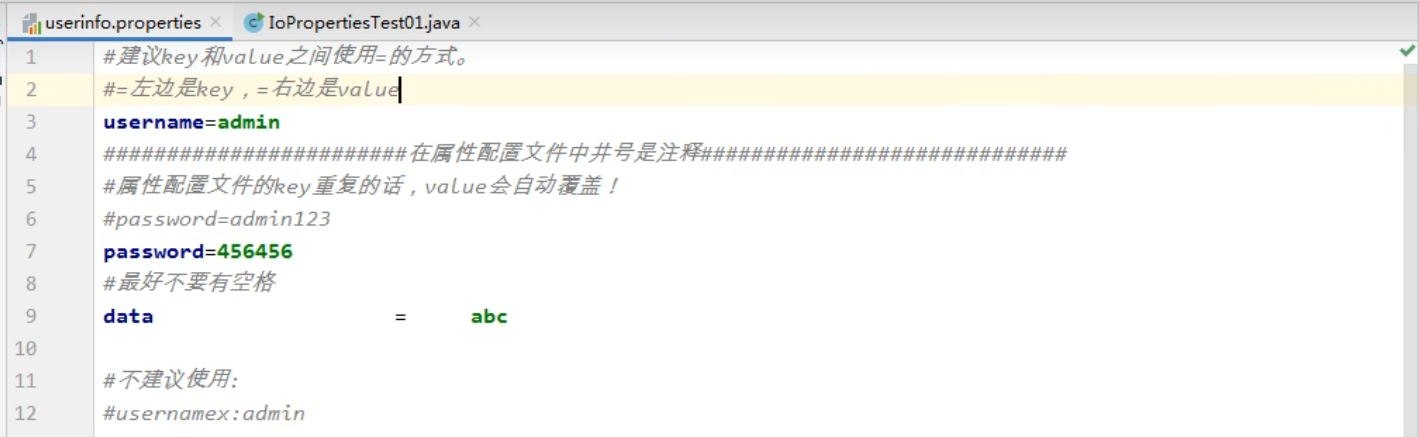 userinfo.properties × IoPropertiesTest01.java ×
1 #建议key和value之间使用=的方式。
2 #=左边是key，=右边是value
3 username=admin
4 ########################在属性配置文件中井号是注释#############################
5 #属性配置文件的key重复的话，value会自动覆盖！
6 #password=admin123
7 password=456456
8 #最好不要有空格
9 data = abc
10
11 #不建议使用:
12 #usernamex:admin